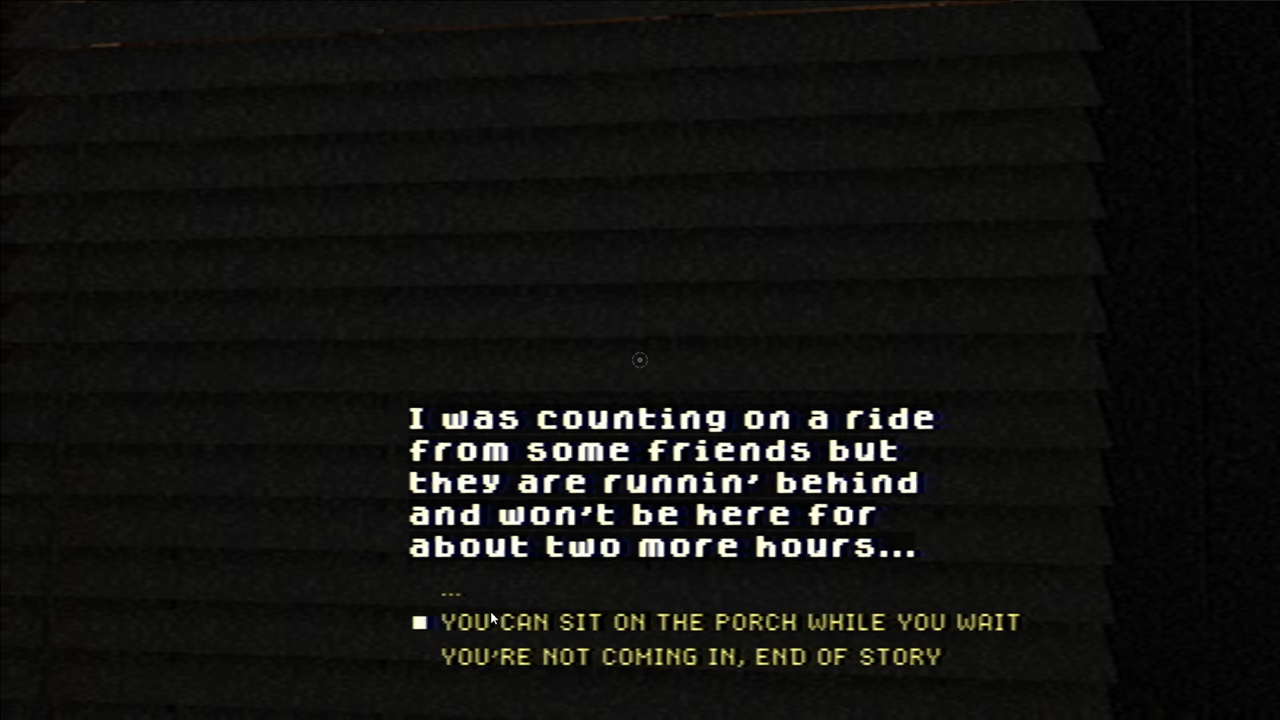 I was counting on a ride
from some friends but
they are runnin' behind
and won't be here for
about two more hours...
...
YOU CAN SIT ON THE PORCH WHILE YOU WAIT
YOU'RE NOT COMING IN, END OF STORY